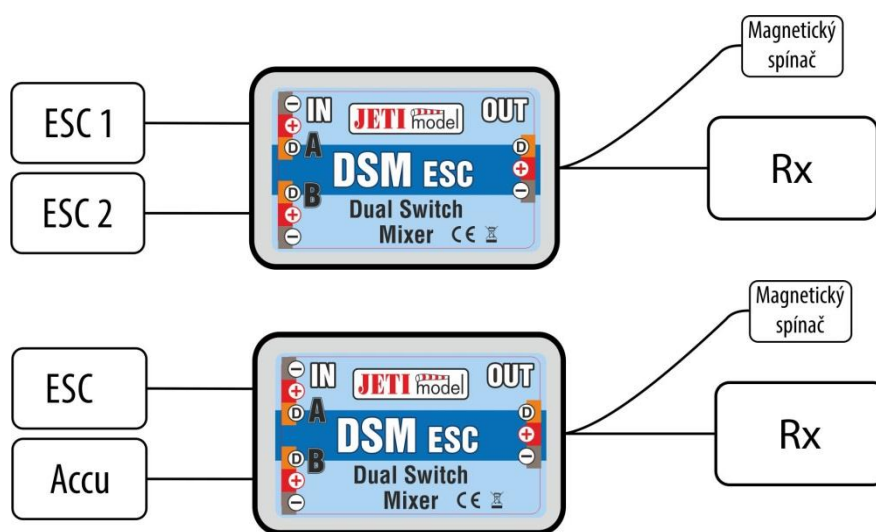 Magnetický
spínač
ESC 1
ESC 2
IN
JETI model
OUT
−
+
D
A
D
B
+
−
D
+
−
DSM ESC
Dual Switch
Mixer CE
Rx
Magnetický
spínač
ESC
Accu
IN
JETI model
OUT
−
+
D
A
D
B
+
−
D
+
−
DSM ESC
Dual Switch
Mixer CE
Rx